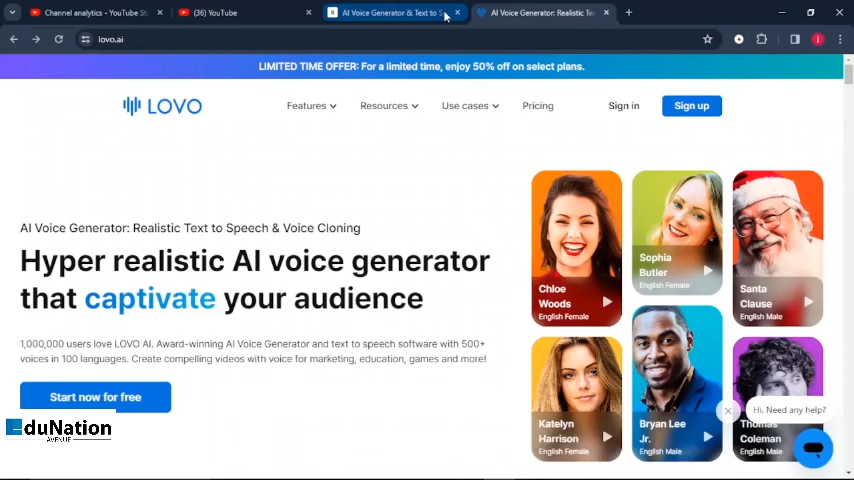 Channel analytics - YouTube St
(36) YouTube
AI Voice Generator & Text to S
AI Voice Generator: Realistic Te
lovo.ai
LIMITED TIME OFFER: For a limited time, enjoy 50% off on select plans.
LOVO
Features
Resources
Use cases
Pricing
Sign in
Sign up
AI Voice Generator: Realistic Text to Speech & Voice Cloning
Hyper realistic AI voice generator
that captivate your audience
1,000,000 users love LOVO AI. Award-winning AI Voice Generator and text to speech software with 500+
voices in 100 languages. Create compelling videos with voice for marketing, education, games and more!
Start now for free
Chloe
Woods
English Female
Sophia
Butler
English Female
Santa
Clause
English Male
Katelyn
Harrison
English Female
Bryan Lee
Jr.
English Male
Thomas
Coleman
English Male
Hi. Need any help?
EduNation
AVENUE